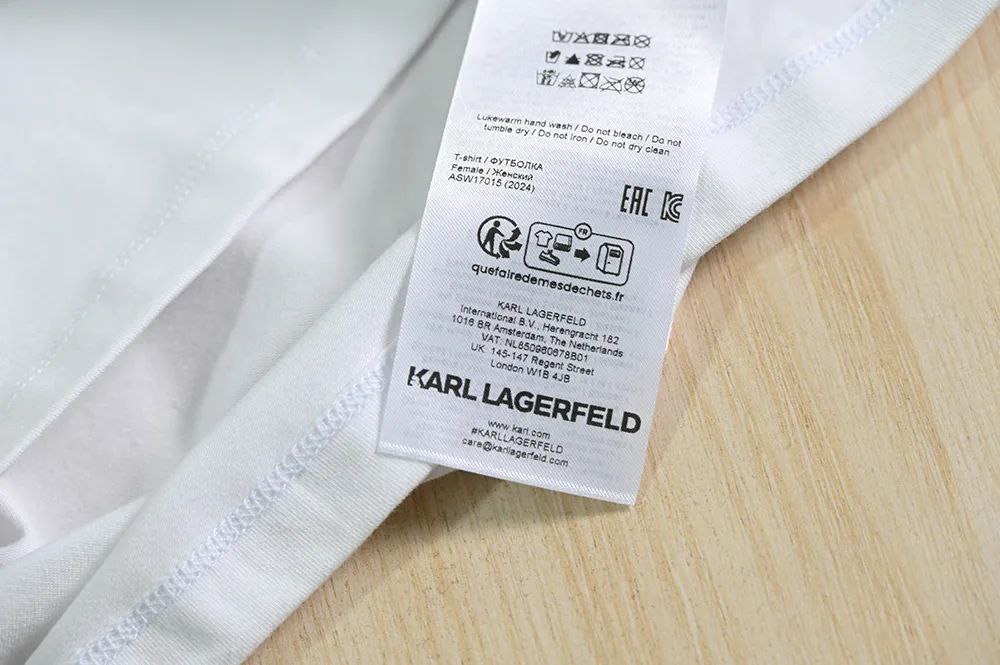 Lukewarm hand wash / Do not bleach / Do not
tumble dry / Do not Iron / Do not dry clean
T-shirt / ФУТБОЛКА
Female / Женский
ASW17015 (2024)
EAC KC
FR
quefairedemesdechets.fr
KARL LAGERFELD
International B.V., Herengracht 182
1016 BR Amsterdam, The Netherlands
VAT: NL850960678B01
UK: 145-147 Regent Street
London W1B 4JB
KARL LAGERFELD
www.karl.com
#KARLLAGERFELD
care@karllagerfeld.com